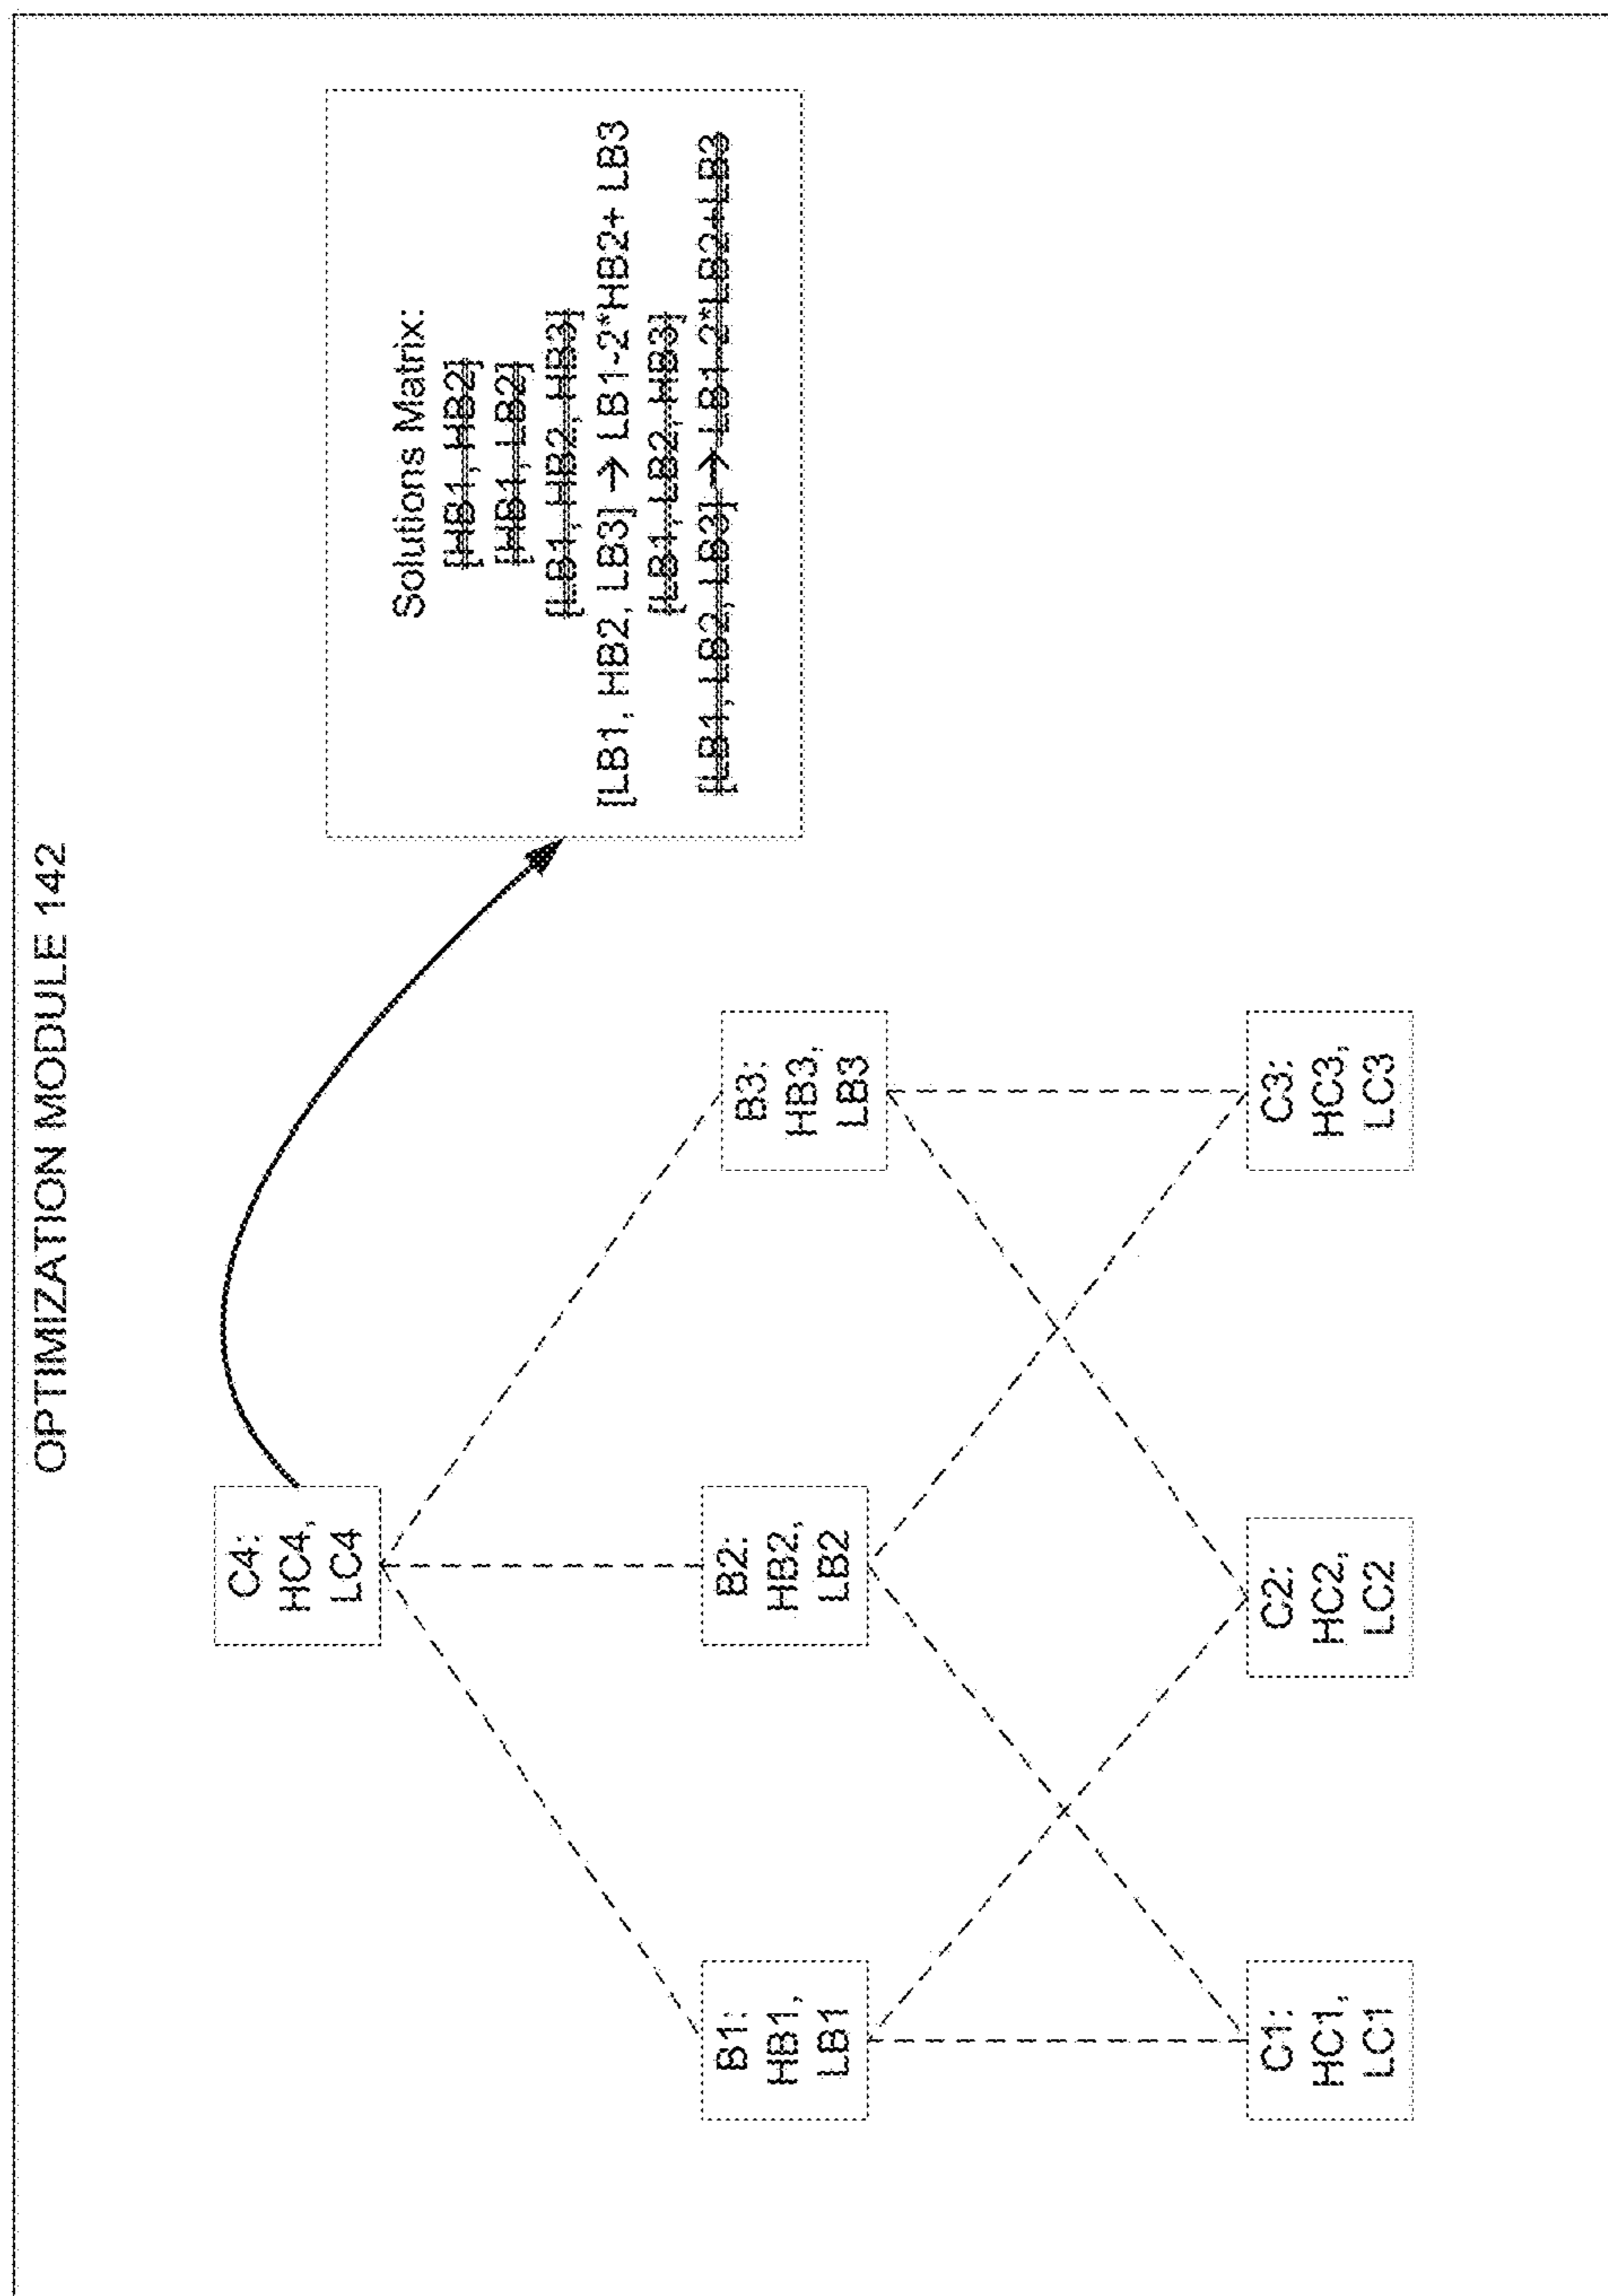 OPTIMIZATION MODULE 142
C4:
HC4,
LC4
Solutions Matrix:
[HB1, HB2]
[HB1, LB2]
[LB1, HB2, HB3]
[LB1, HB2, LB3] → LB1-2*HB2+ LB3
[LB1, LB2, HB3]
[LB1, LB2, LB3] → LB1-2*LB2+LB3
B1:
HB1,
LB1
B2:
HB2,
LB2
B3:
HB3,
LB3
C1:
HC1,
LC1
C2:
HC2,
LC2
C3:
HC3,
LC3